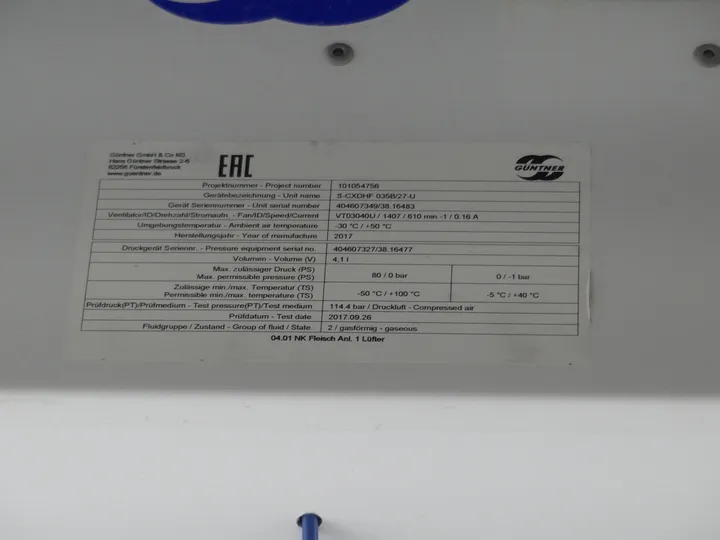 Güntner GmbH & Co KG
Hans Güntner Strasse 2-6
82256 Fürstenfeldbruck
www.guentner.de
EAC
GÜNTNER
Projektnummer - Project number 101054756
Gerätebezeichnung - Unit name S-CXDHF 035B/27-U
Gerät Seriennummer - Unit serial number 404607349/38.16483
Ventilator/ID/Drehzahl/Stromaufn. - Fan/ID/Speed/Current VT03040U / 1407 / 610 min -1 / 0.16 A
Umgebungstemperatur - Ambient air temperature -30 °C / +50 °C
Herstellungsjahr - Year of manufacture 2017
Druckgerät Seriennr. - Pressure equipment serial no. 404607327/38.16477
Volumen - Volume (V) 4,1 l
Max. zulässiger Druck (PS)
Max. permissible pressure (PS) 80 / 0 bar 0 / -1 bar
Zulässige min./max. Temperatur (TS)
Permissible min./max. temperature (TS) -50 °C / +100 °C -5 °C / +40 °C
Prüfdruck(PT)/Prüfmedium - Test pressure(PT)/Test medium 114.4 bar / Druckluft - Compressed air
Prüfdatum - Test date 2017.09.26
Fluidgruppe / Zustand - Group of fluid / State 2 / gasförmig - gaseous
04.01 NK Fleisch Anl. 1 Lüfter